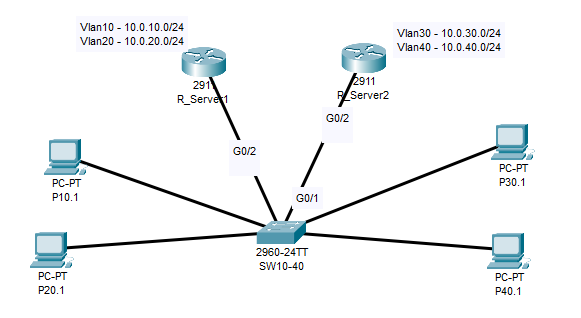 Vlan10 - 10.0.10.0/24
Vlan20 - 10.0.20.0/24
Vlan30 - 10.0.30.0/24
Vlan40 - 10.0.40.0/24
R_Server1
2911
R_Server2
G0/2
G0/2
G0/1
PC-PT
P10.1
PC-PT
P30.1
2960-24TT
SW10-40
PC-PT
P20.1
PC-PT
P40.1